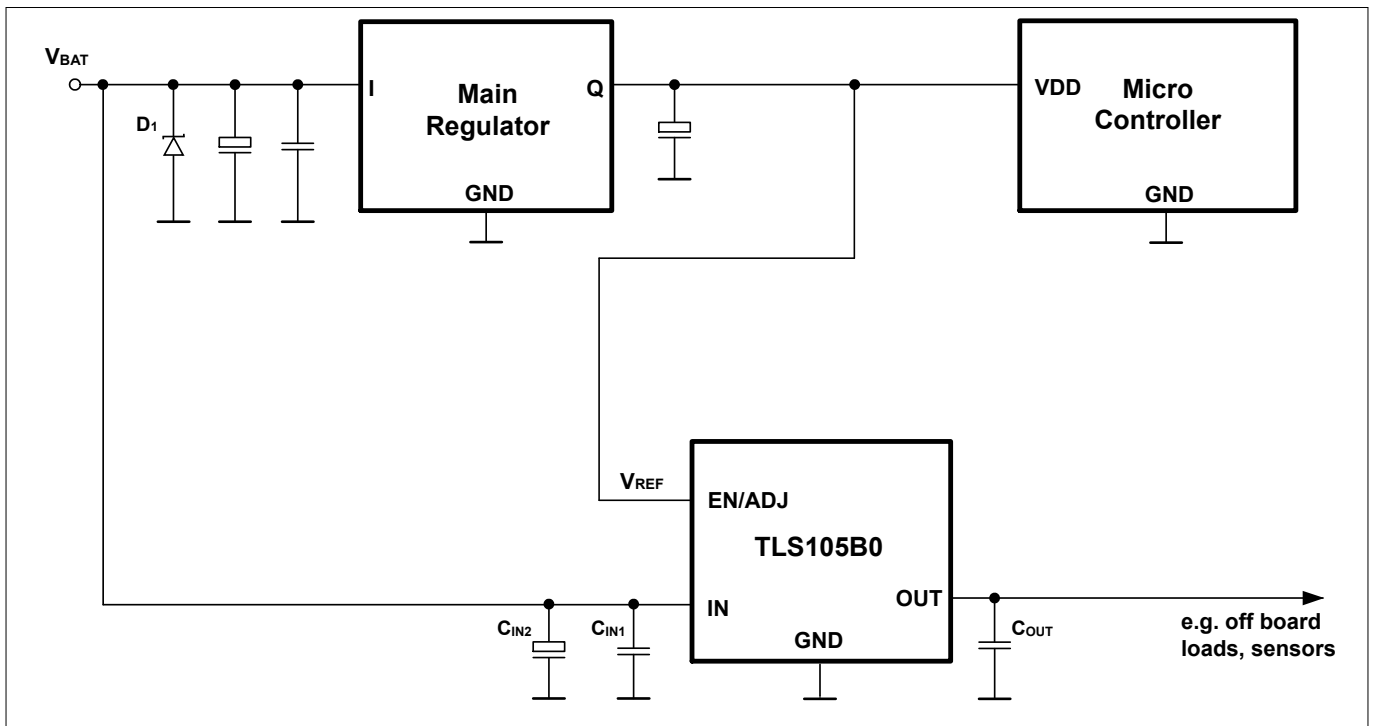 VBAT
D1
I
Main
Regulator
Q
GND
VDD
Micro
Controller
GND
VREF
EN/ADJ
TLS105B0
IN
OUT
GND
CIN2
CIN1
COUT
e.g. off board
loads, sensors